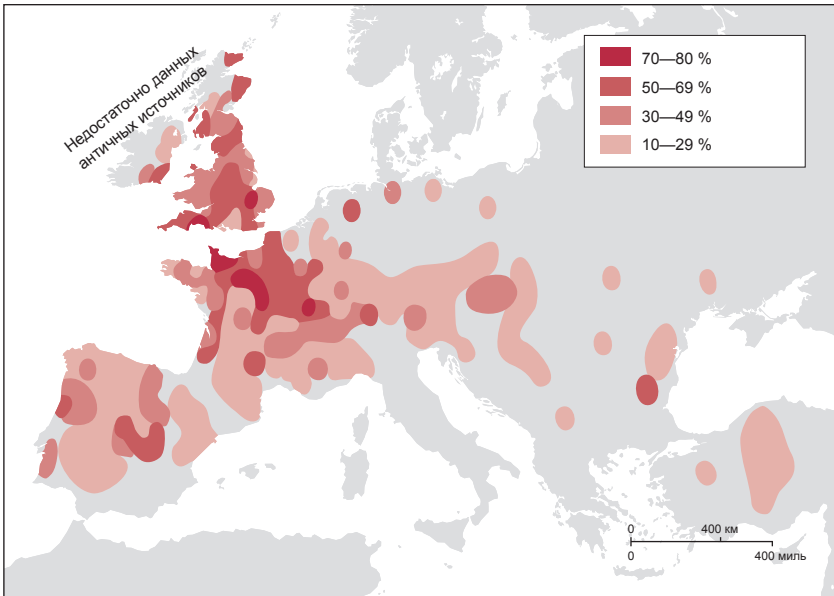 Недостаточно данных
античных источников
70—80 %
50—69 %
30—49 %
10—29 %
0 400 км
0 400 миль